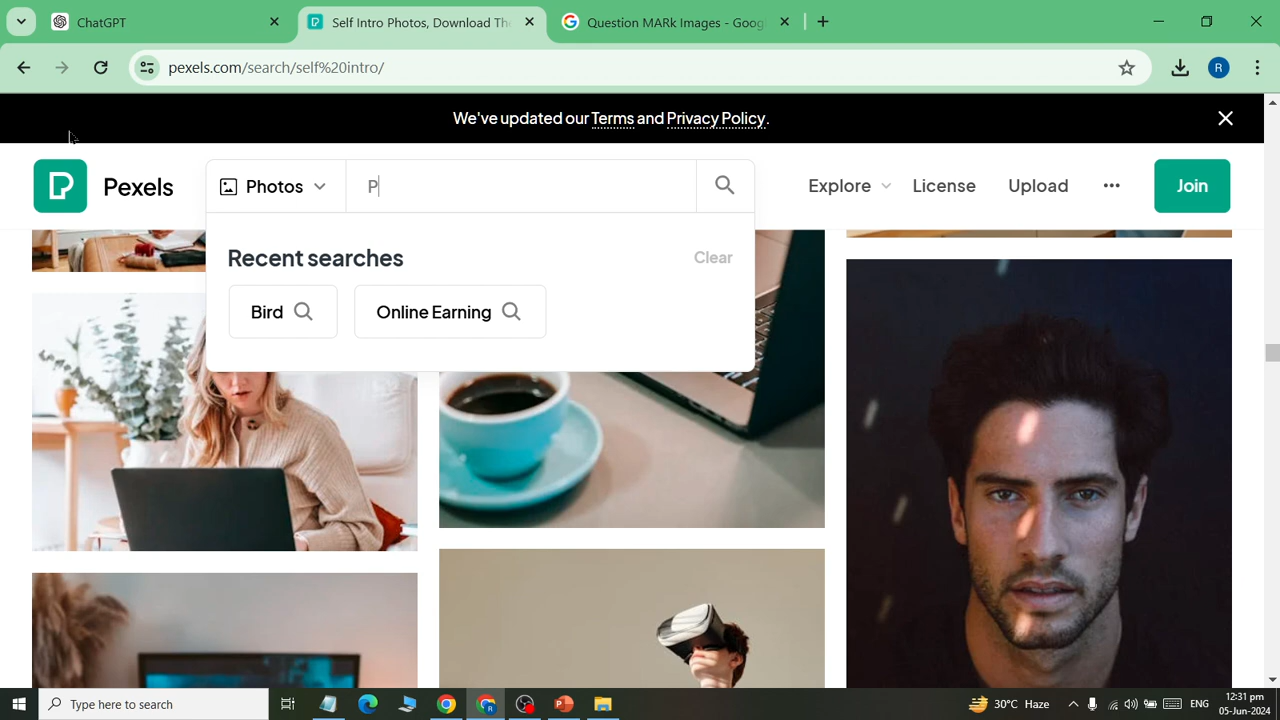 ChatGPT
Self Intro Photos, Download The
Question MARk Images - Goog
pexels.com/search/self%20intro/
R
We've updated our Terms and Privacy Policy.
Pexels
Photos
P
Explore
License
Upload
Join
Recent searches
Clear
Bird
Online Earning
Type here to search
30°C Haze
ENG
12:31 pm
05-Jun-2024